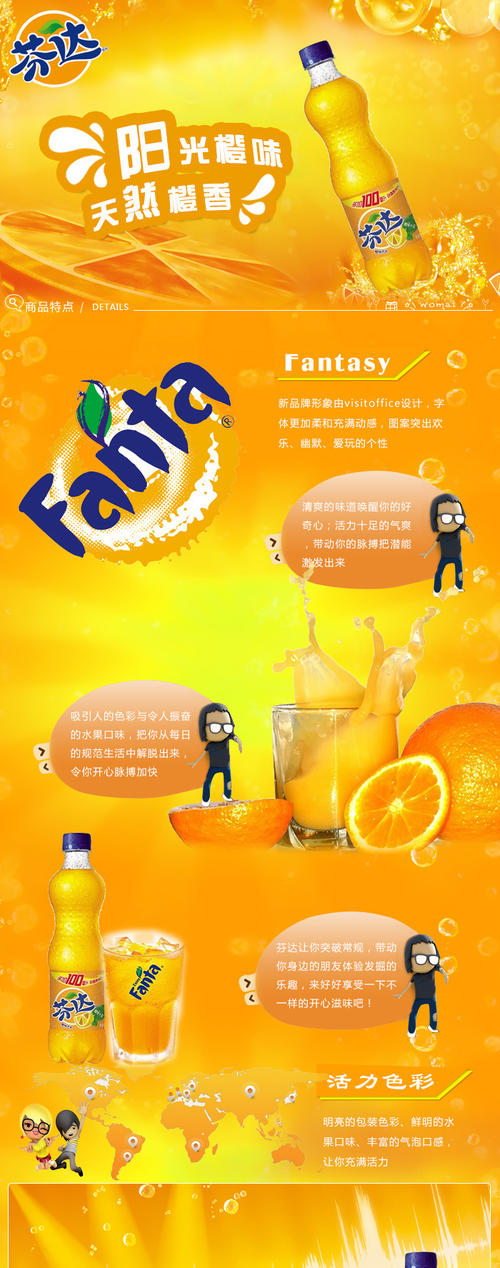 芬达
阳光橙味
天然橙香
100
芬达
商品特点 / DETAILS
womai
Fantasy
Fanta
®
新品牌形象由visitoffice设计，字
体更加柔和充满动感，图案突出欢
乐、幽默、爱玩的个性
清爽的味道唤醒你的好
奇心；活力十足的气爽
，带动你的脉搏把潜能
激发出来
吸引人的色彩与令人振奋
的水果口味，把你从每日
的规范生活中解脱出来，
令你开心脉搏加快
100
芬达
Fanta
芬达让你突破常规，带动
你身边的朋友体验发掘的
乐趣，来好好享受一下不
一样的开心滋味吧！
活力色彩
明亮的包装色彩、鲜明的水
果口味、丰富的气泡口感，
让你充满活力